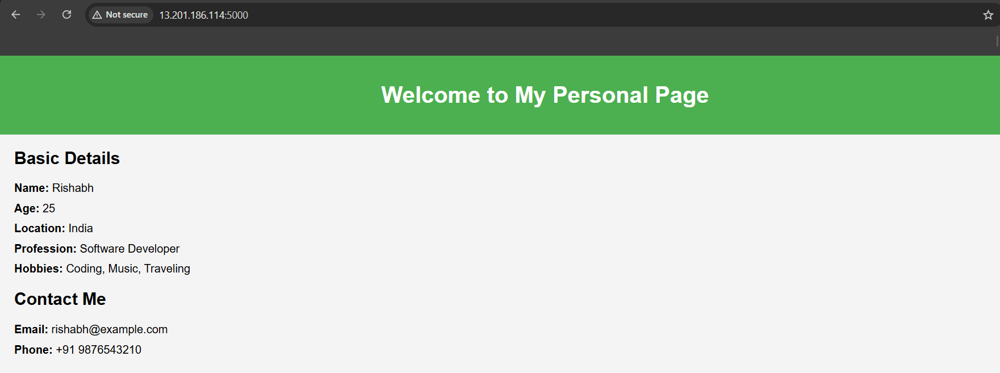 Not secure 13.201.186.114:5000
Welcome to My Personal Page
Basic Details
Name: Rishabh
Age: 25
Location: India
Profession: Software Developer
Hobbies: Coding, Music, Traveling
Contact Me
Email: rishabh@example.com
Phone: +91 9876543210